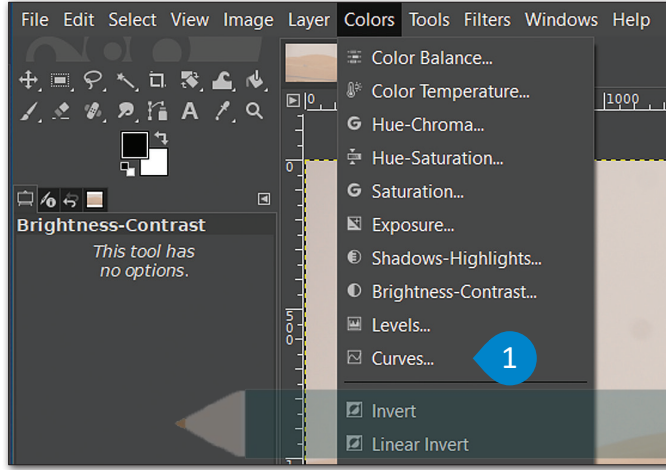 File Edit Select View Image Layer Colors Tools Filters Windows Help
Color Balance...
Color Temperature...
Hue-Chroma...
Hue-Saturation...
Saturation...
Exposure...
Shadows-Highlights...
Brightness-Contrast...
Levels...
Curves...
1
Invert
Linear Invert
Brightness-Contrast
This tool has
no options.
0
1000
0
500